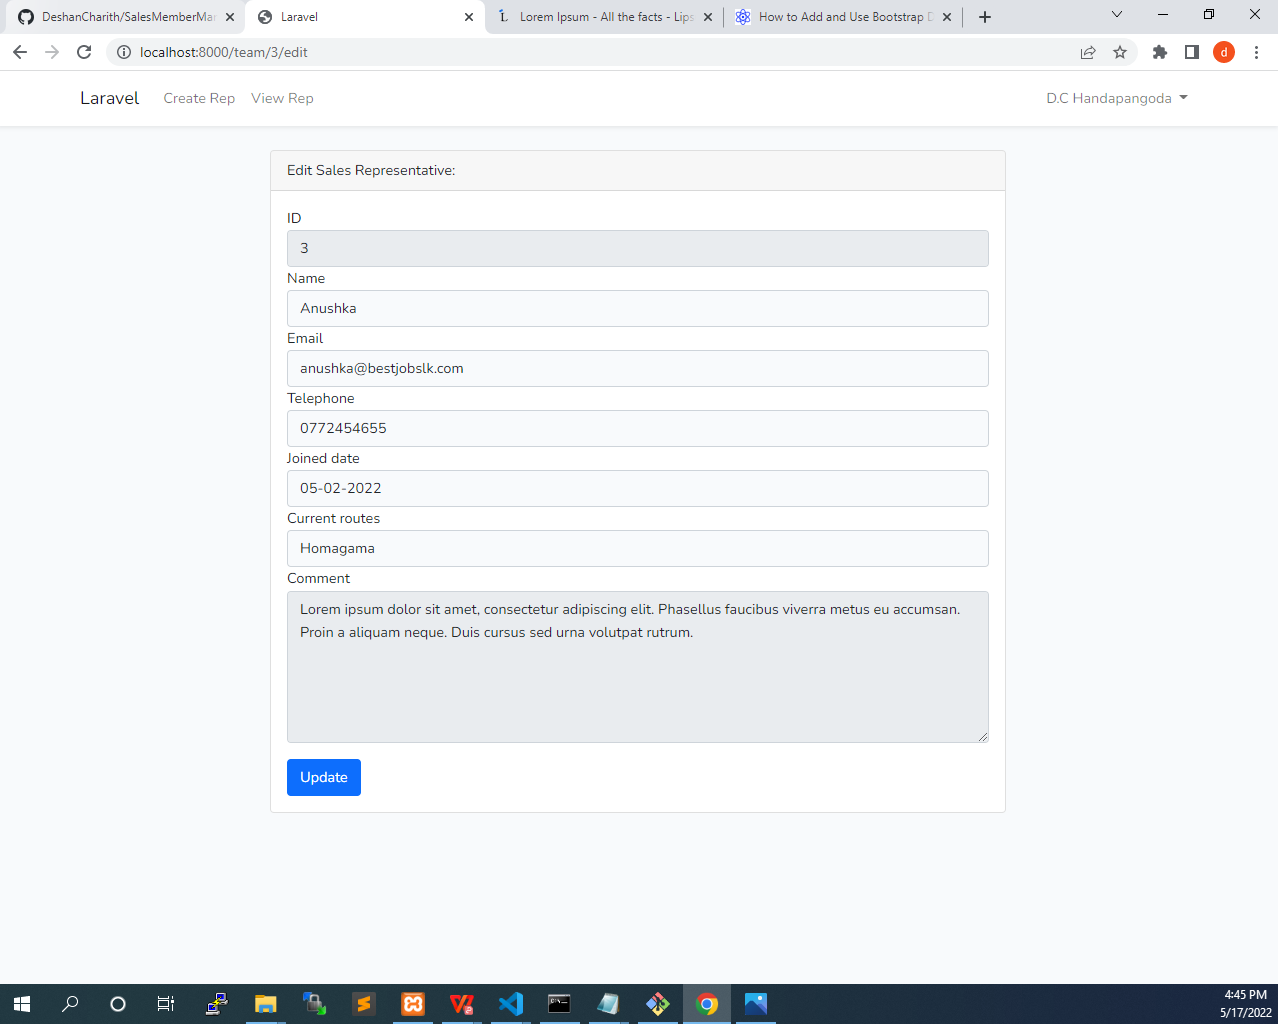 DeshanCharith/SalesMemberMar
Laravel
Lorem Ipsum - All the facts - Lips
How to Add and Use Bootstrap D
localhost:8000/team/3/edit
d
Laravel Create Rep View Rep D.C Handapangoda
Edit Sales Representative:
ID
3
Name
Anushka
Email
anushka@bestjobslk.com
Telephone
0772454655
Joined date
05-02-2022
Current routes
Homagama
Comment
Lorem ipsum dolor sit amet, consectetur adipiscing elit. Phasellus faucibus viverra metus eu accumsan.
Proin a aliquam neque. Duis cursus sed urna volutpat rutrum.
Update
4:45 PM
5/17/2022